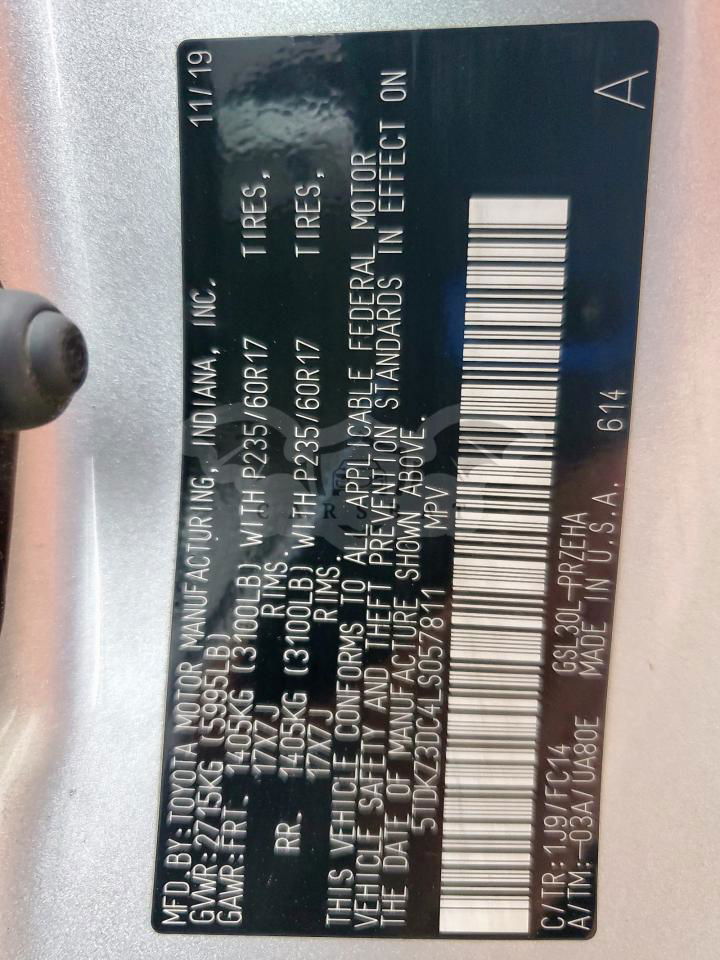 MFD BY:TOYOTA MOTOR MANUFACTURING, INDIANA, INC. 11/19
GVWR:2715KG (5995LB)
GAWR:FRT. 1405KG (3100LB) WITH P235/60R17 TIRES,
17X7J RIMS.
RR. 1405KG (3100LB) WITH P235/60R17 TIRES,
17X7J RIMS.
THIS VEHICLE CONFORMS TO ALL APPLICABLE FEDERAL MOTOR
VEHICLE SAFETY AND THEFT PREVENTION STANDARDS IN EFFECT ON
THE DATE OF MANUFACTURE SHOWN ABOVE.
5TDKZ3DC4LS057811 MPV
C/TR:1J9/FC14 GSL30L-PRZEHA
A/TM:-03A/UA80E MADE IN U.S.A. 614 A